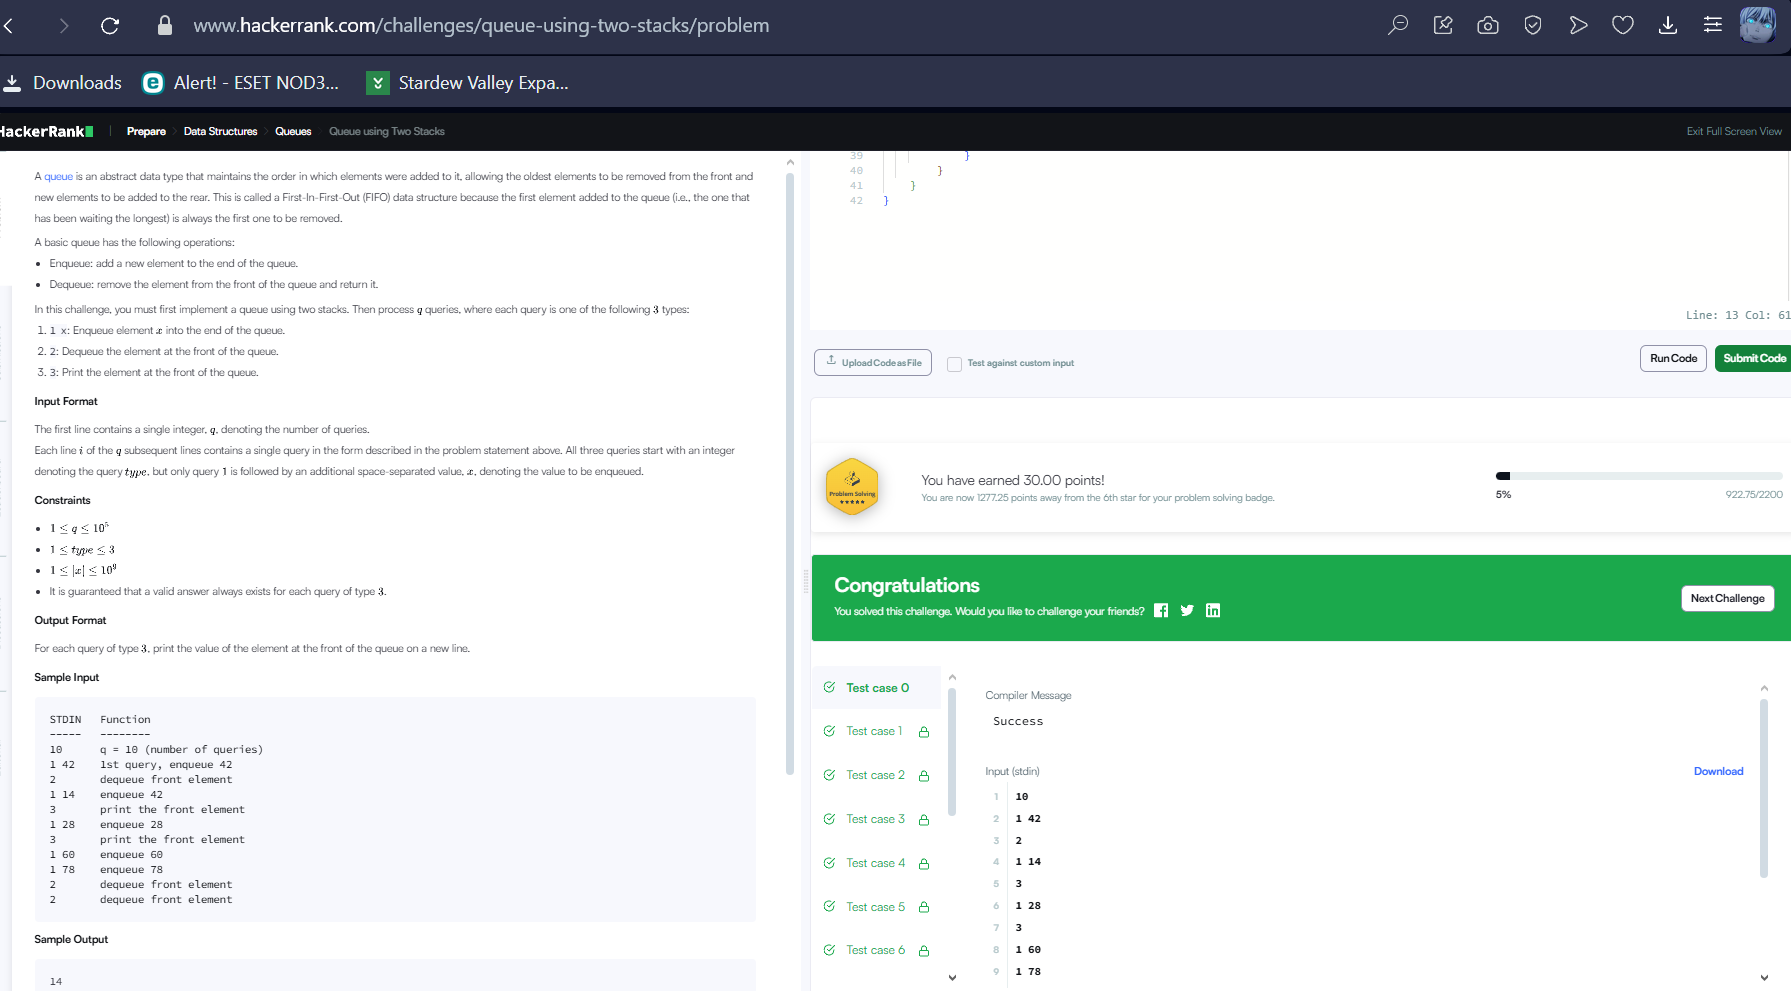 www.hackerrank.com/challenges/queue-using-two-stacks/problem
Downloads
Alert! - ESET NOD3...
Stardew Valley Expa...
HackerRank
Prepare
Data Structures
Queues
Queue using Two Stacks
Exit Full Screen View
A queue is an abstract data type that maintains the order in which elements were added to it, allowing the oldest elements to be removed from the front and
new elements to be added to the rear. This is called a First-In-First-Out (FIFO) data structure because the first element added to the queue (i.e., the one that
has been waiting the longest) is always the first one to be removed.
A basic queue has the following operations:
• Enqueue: add a new element to the end of the queue.
• Dequeue: remove the element from the front of the queue and return it.
In this challenge, you must first implement a queue using two stacks. Then process q queries, where each query is one of the following 3 types:
1. 1 x: Enqueue element x into the end of the queue.
2. 2: Dequeue the element at the front of the queue.
3. 3: Print the element at the front of the queue.
Input Format
The first line contains a single integer, q, denoting the number of queries.
Each line i of the q subsequent lines contains a single query in the form described in the problem statement above. All three queries start with an integer
denoting the query type, but only query 1 is followed by an additional space-separated value, x, denoting the value to be enqueued.
Constraints
• 1 ≤ q ≤ 10⁵
• 1 ≤ type ≤ 3
• 1 ≤ |x| ≤ 10⁹
• It is guaranteed that a valid answer always exists for each query of type 3.
Output Format
For each query of type 3, print the value of the element at the front of the queue on a new line.
Sample Input
STDIN Function
----- --------
10 q = 10 (number of queries)
1 42 1st query, enqueue 42
2 dequeue front element
1 14 enqueue 42
3 print the front element
1 28 enqueue 28
3 print the front element
1 60 enqueue 60
1 78 enqueue 78
2 dequeue front element
2 dequeue front element
Sample Output
14
39 }
40 }
41 }
42 }
Line: 13 Col: 61
Upload Code as File
Test against custom input
Run Code
Submit Code
Problem Solving
You have earned 30.00 points!
You are now 1277.25 points away from the 6th star for your problem solving badge.
5%
922.75/2200
Congratulations
You solved this challenge. Would you like to challenge your friends?
Next Challenge
Test case 0
Test case 1
Test case 2
Test case 3
Test case 4
Test case 5
Test case 6
Compiler Message
Success
Input (stdin)
Download
1 10
2 1 42
3 2
4 1 14
5 3
6 1 28
7 3
8 1 60
9 1 78